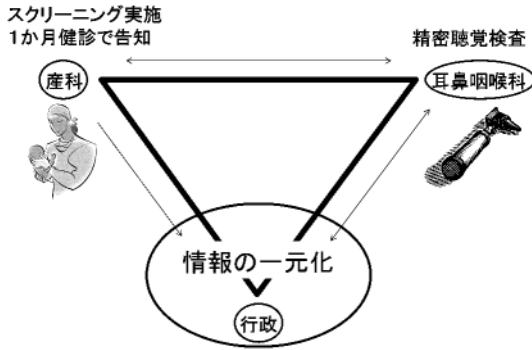 スクリーニング実施
1か月健診で告知
精密聴覚検査
産科
耳鼻咽喉科
情報の一元化
行政